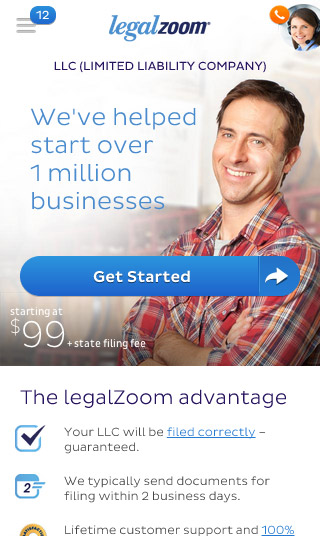 12
legalzoom
LLC (LIMITED LIABILITY COMPANY)
We've helped
start over
1 million
businesses
Get Started
starting at
$99 + state filing fee
The legalZoom advantage
Your LLC will be filed correctly –
guaranteed.
2
We typically send documents for
filing within 2 business days.
Lifetime customer support and 100%